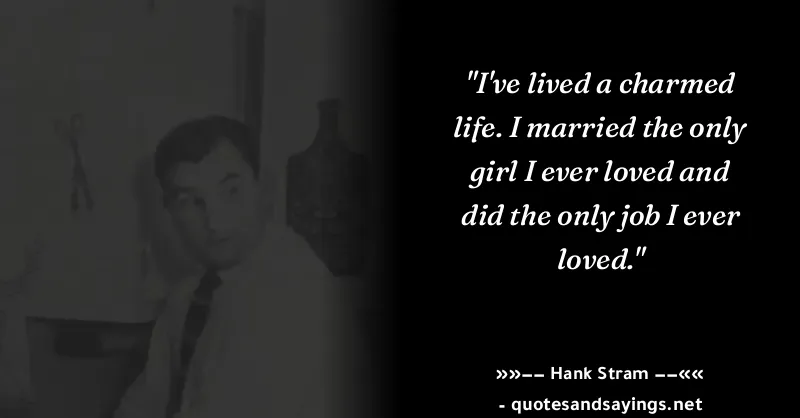 "I've lived a charmed
life. I married the only
girl I ever loved and
did the only job I ever
loved."
»»–– Hank Stram ––««
- quotesandsayings.net